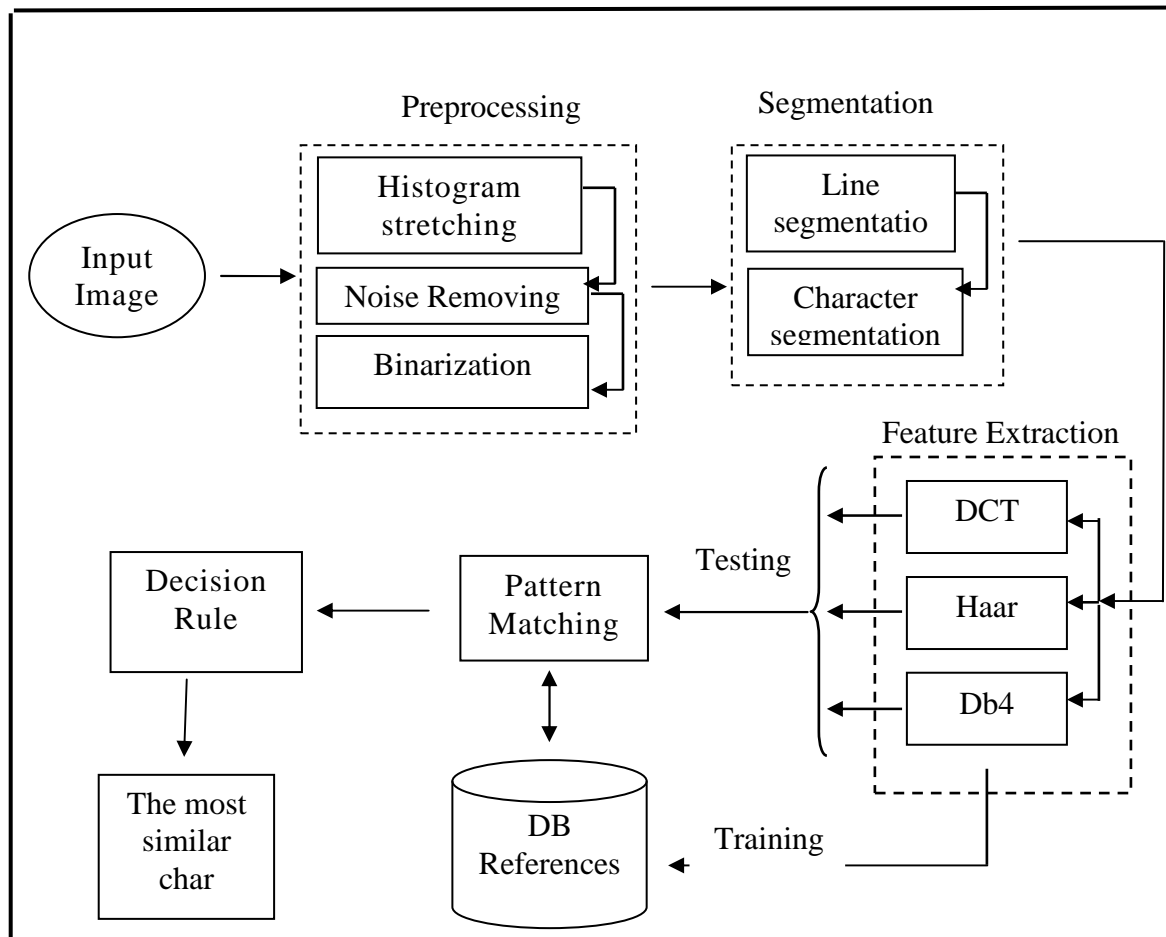 Preprocessing
Segmentation
Histogram
stretching
Line
segmentatio
Input
Image
Noise Removing
Character
segmentation
Binarization
Feature Extraction
DCT
Testing
Decision
Rule
Pattern
Matching
Haar
Db4
The most
similar
char
DB
References
Training